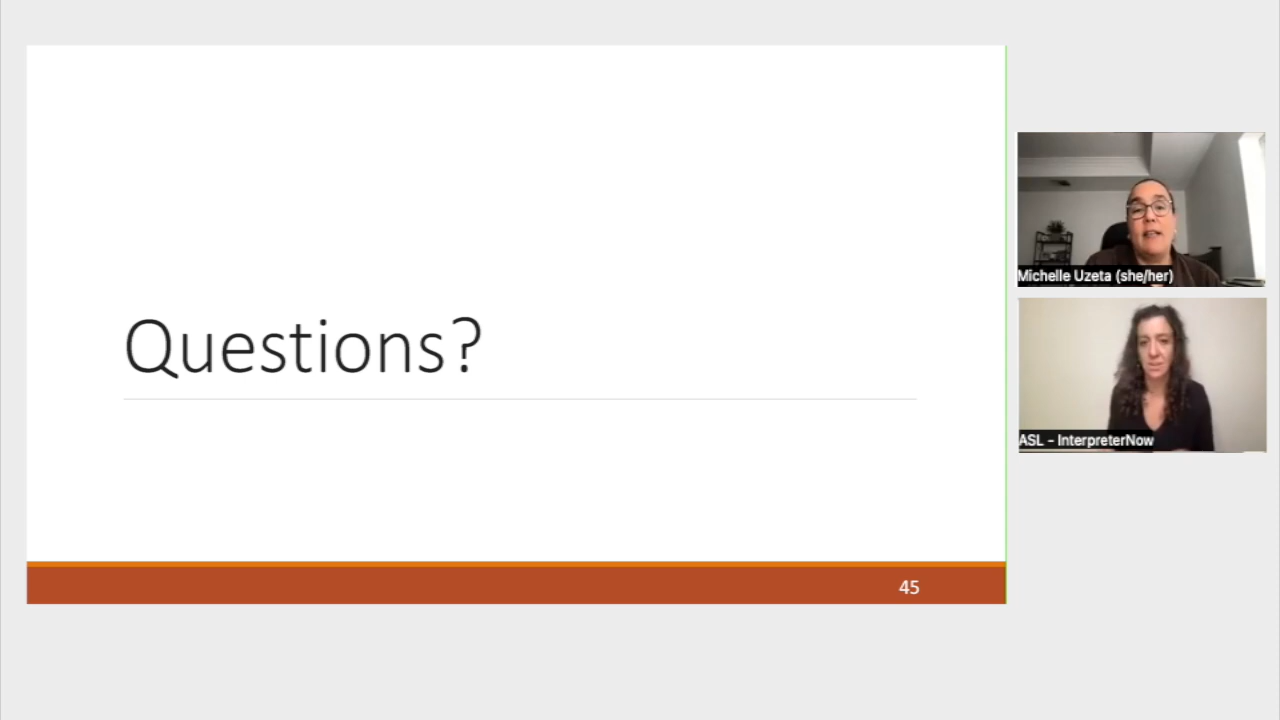 Questions?
45
Michelle Uzeta (she/her)
ASL – InterpreterNow